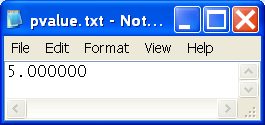 pvalue.txt - Not...
File Edit Format View Help
5.000000